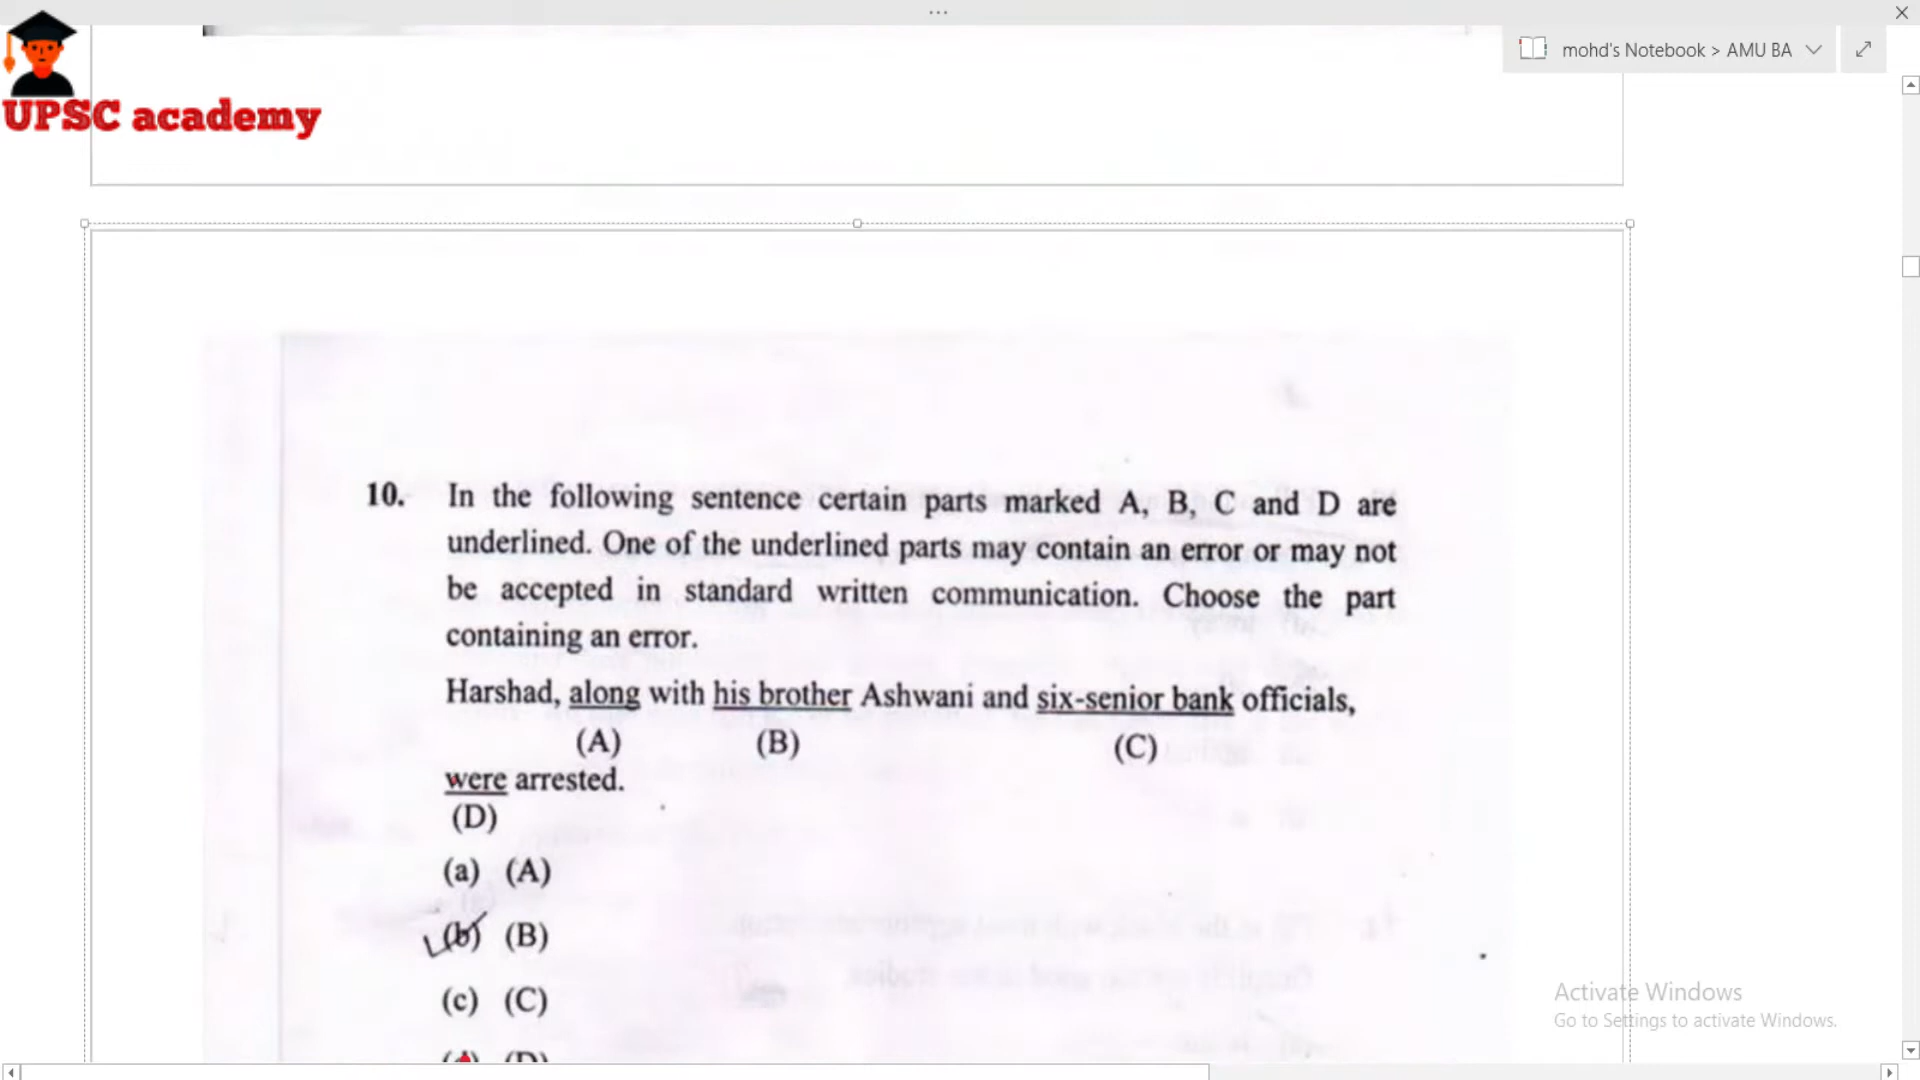 ...
mohd's Notebook > AMU BA
UPSC academy
10. In the following sentence certain parts marked A, B, C and D are
underlined. One of the underlined parts may contain an error or may not
be accepted in standard written communication. Choose the part
containing an error.
Harshad, along with his brother Ashwani and six-senior bank officials,
(A) (B) (C)
were arrested.
(D)
(a) (A)
(b) (B)
(c) (C)
(D)
Activate Windows
Go to Settings to activate Windows.